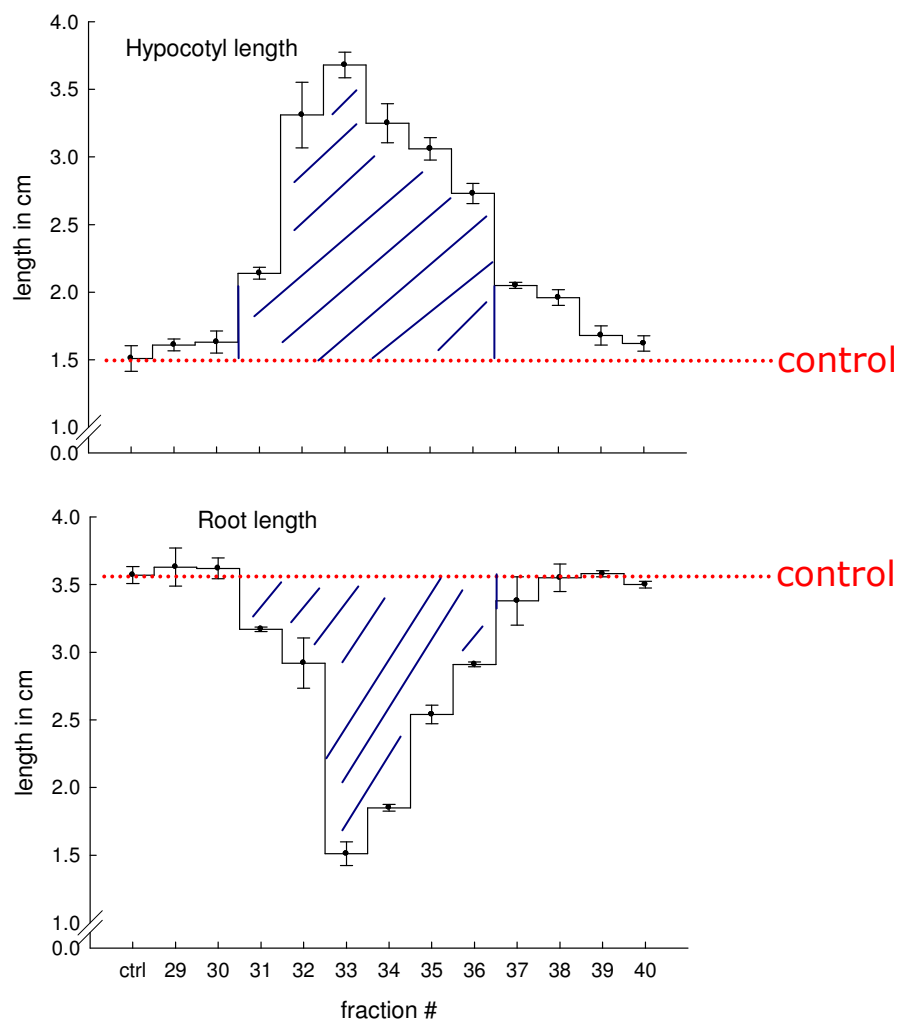 4.0
Hypocotyl length
3.5
3.0
length in cm
2.5
2.0
1.5
control
1.0
0.0
4.0
Root length
3.5
control
3.0
length in cm
2.5
2.0
1.5
1.0
0.0
ctrl 29 30 31 32 33 34 35 36 37 38 39 40
fraction #